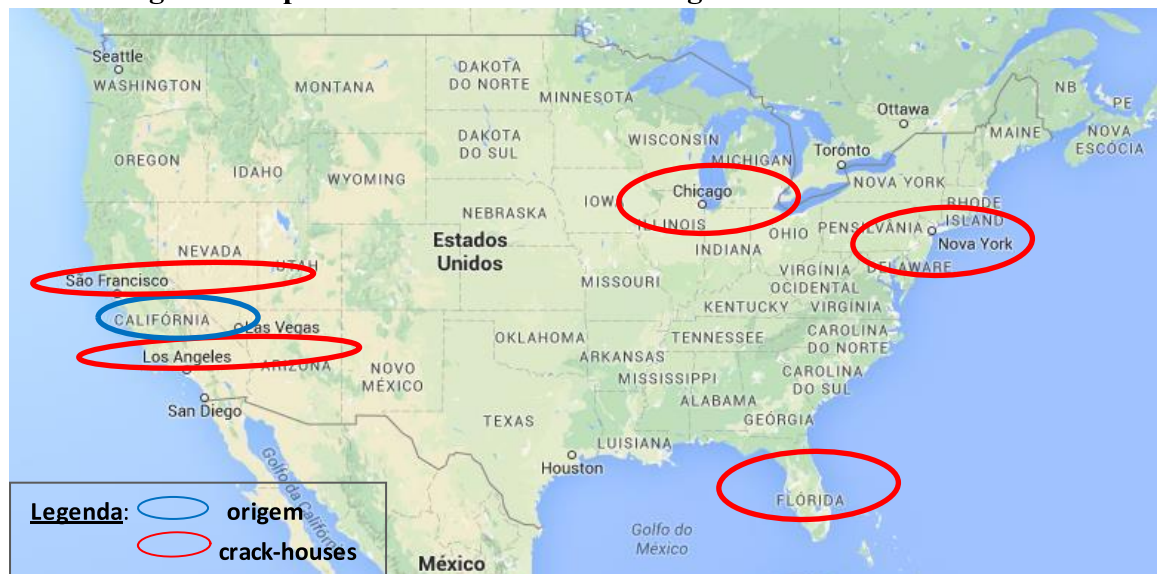 Seattle
WASHINGTON
MONTANA
DAKOTA
DO NORTE
MINNESOTA
Ottawa
NB
PE
MAINE
NOVA
ESCÓCIA
OREGON
IDAHO
WYOMING
DAKOTA
DO SUL
WISCONSIN
MICHIGAN
Toronto
NOVA YORK
Chicago
IOWA
NEBRASKA
ILLINOIS
INDIANA
OHIO
PENSILVÂNIA
RHODE
ISLAND
Nova York
NEVADA
UTAH
Estados
Unidos
MISSOURI
VIRGÍNIA
OCIDENTAL
DELAWARE
São Francisco
KENTUCKY
VIRGÍNIA
CALIFÓRNIA
Las Vegas
OKLAHOMA
TENNESSEE
CAROLINA
DO NORTE
Los Angeles
ARIZONA
NOVO
MÉXICO
ARKANSAS
MISSISSIPPI
CAROLINA
DO SUL
San Diego
TEXAS
ALABAMA
GEÓRGIA
LUISIANA
Houston
Golfo da Califórnia
FLÓRIDA
Golfo do
México
México
Legenda: origem
crack-houses